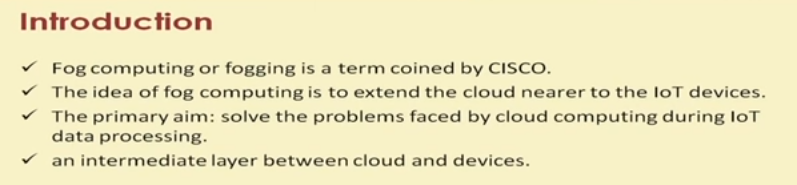 Introduction
✓ Fog computing or fogging is a term coined by CISCO.
✓ The idea of fog computing is to extend the cloud nearer to the IoT devices.
✓ The primary aim: solve the problems faced by cloud computing during IoT
data processing.
✓ an intermediate layer between cloud and devices.